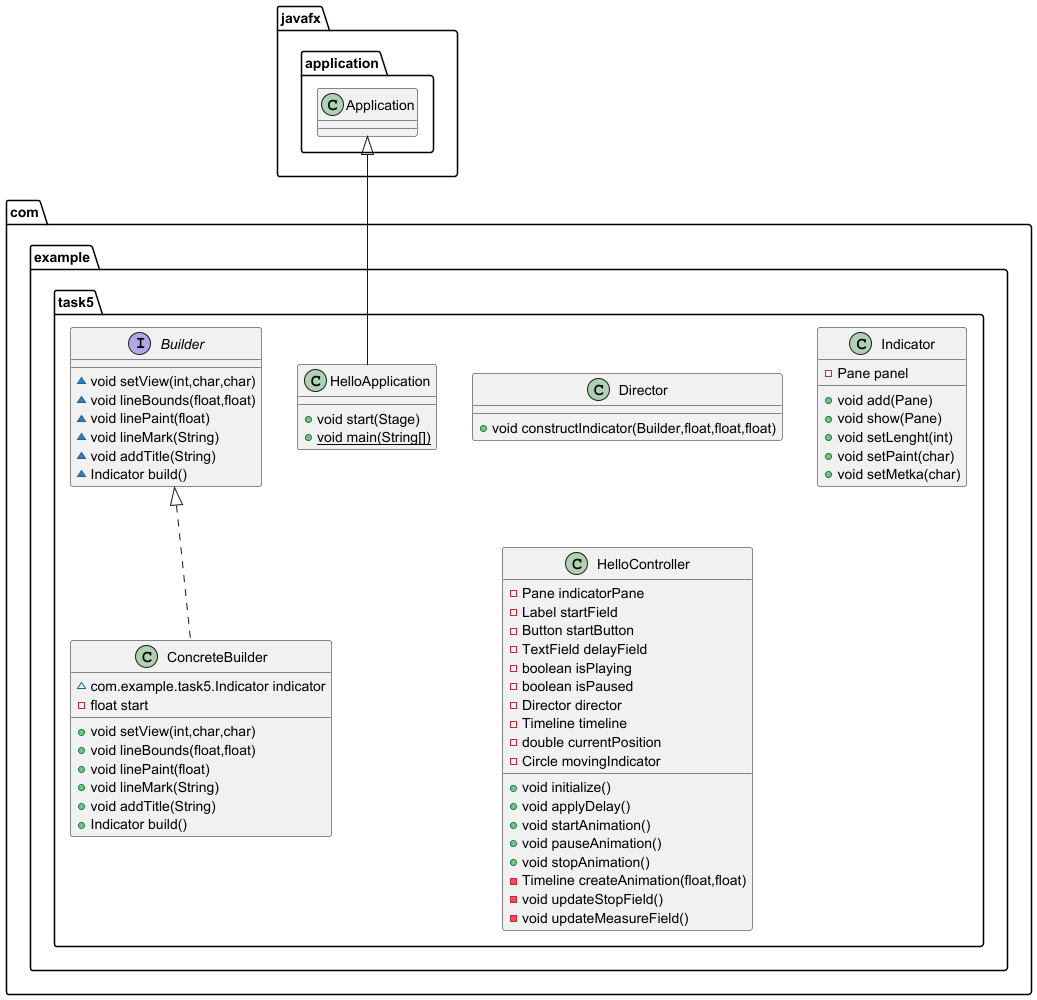 javafx
application
C Application
com
example
task5
I Builder
void setView(int,char,char)
void lineBounds(float,float)
void linePaint(float)
void lineMark(String)
void addTitle(String)
Indicator build()
C HelloApplication
void start(Stage)
void main(String[])
C Director
void constructIndicator(Builder,float,float,float)
C Indicator
Pane panel
void add(Pane)
void show(Pane)
void setLenght(int)
void setPaint(char)
void setMetka(char)
C ConcreteBuilder
com.example.task5.Indicator indicator
float start
void setView(int,char,char)
void lineBounds(float,float)
void linePaint(float)
void lineMark(String)
void addTitle(String)
Indicator build()
C HelloController
Pane indicatorPane
Label startField
Button startButton
TextField delayField
boolean isPlaying
boolean isPaused
Director director
Timeline timeline
double currentPosition
Circle movingIndicator
void initialize()
void applyDelay()
void startAnimation()
void pauseAnimation()
void stopAnimation()
Timeline createAnimation(float,float)
void updateStopField()
void updateMeasureField()